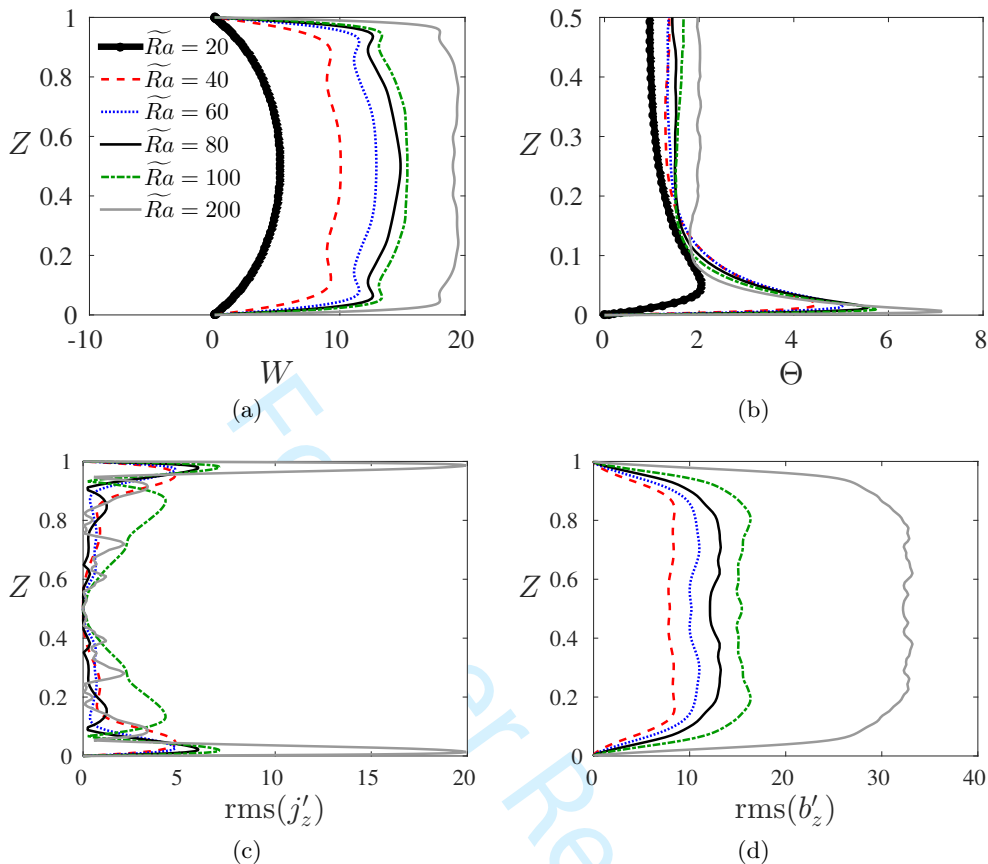 1
0.8
0.6
Z
0.4
0.2
0
-10
0
10
20
W
R̃a = 20
R̃a = 40
R̃a = 60
R̃a = 80
R̃a = 100
R̃a = 200
(a)
0.5
0.4
0.3
Z
0.2
0.1
0
0
2
4
6
8
Θ
(b)
1
0.8
0.6
Z
0.4
0.2
0
0
5
10
15
20
rms(j′z)
(c)
1
0.8
0.6
Z
0.4
0.2
0
0
10
20
30
40
rms(b′z)
(d)